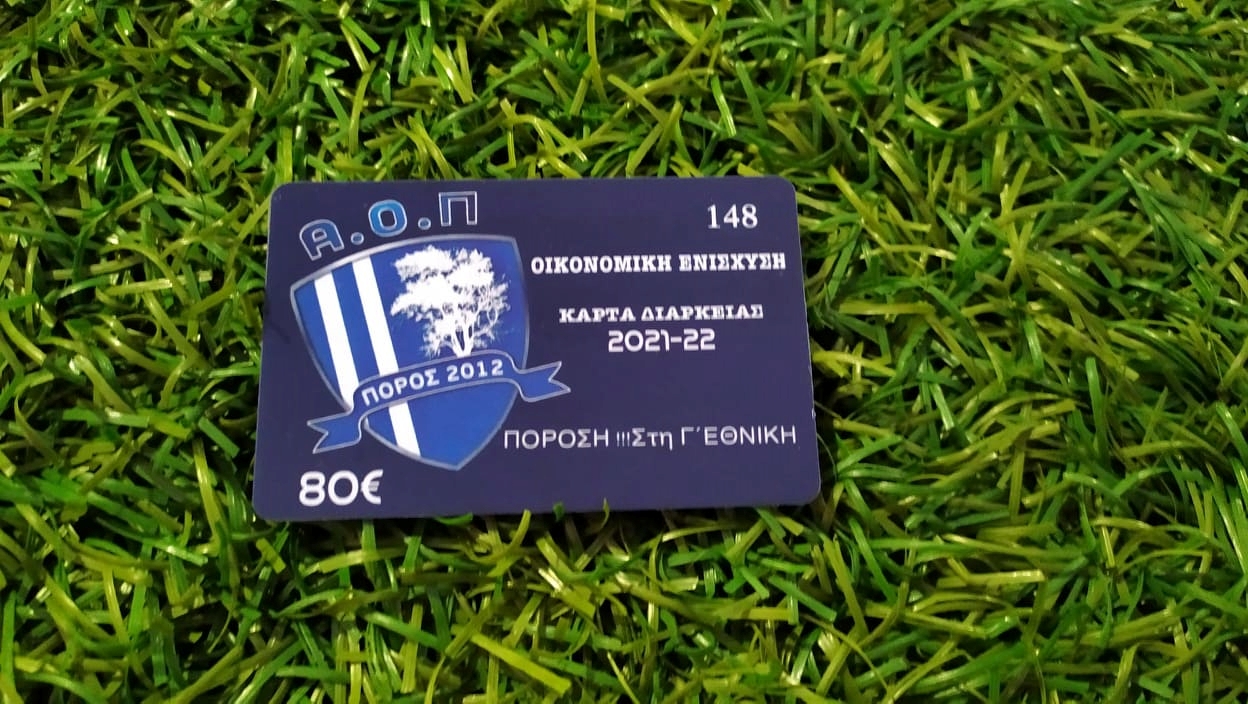 Α.Ο.Π
148
ΟΙΚΟΝΟΜΙΚΗ ΕΝΙΣΧΥΣΗ
ΚΑΡΤΑ ΔΙΑΡΚΕΙΑΣ
2021-22
ΠΟΡΟΣ 2012
ΠΟΡΟΣΗ !!!Στη Γ΄ΕΘΝΙΚΗ
80€